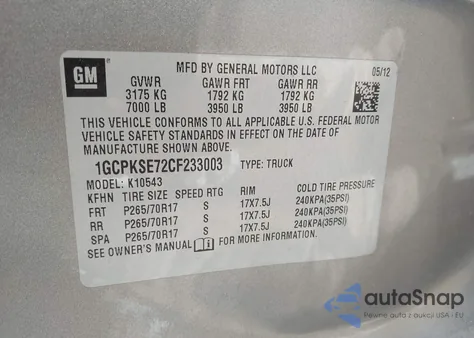 GM
MFD BY GENERAL MOTORS LLC 05/12
GVWR GAWR FRT GAWR RR
3175 KG 1792 KG 1792 KG
7000 LB 3950 LB 3950 LB
THIS VEHICLE CONFORMS TO ALL APPLICABLE U.S. FEDERAL MOTOR
VEHICLE SAFETY STANDARDS IN EFFECT ON THE DATE OF
MANUFACTURE SHOWN ABOVE.
1GCPKSE72CF233003 TYPE: TRUCK
MODEL: K10543
KFHN TIRE SIZE SPEED RTG RIM COLD TIRE PRESSURE
FRT P265/70R17 S 17X7.5J 240KPA(35PSI)
RR P265/70R17 S 17X7.5J 240KPA(35PSI)
SPA P265/70R17 S 17X7.5J 240KPA(35PSI)
SEE OWNER'S MANUAL FOR MORE INFORMATION.
autoSnap
Pewne auto z USA i EU